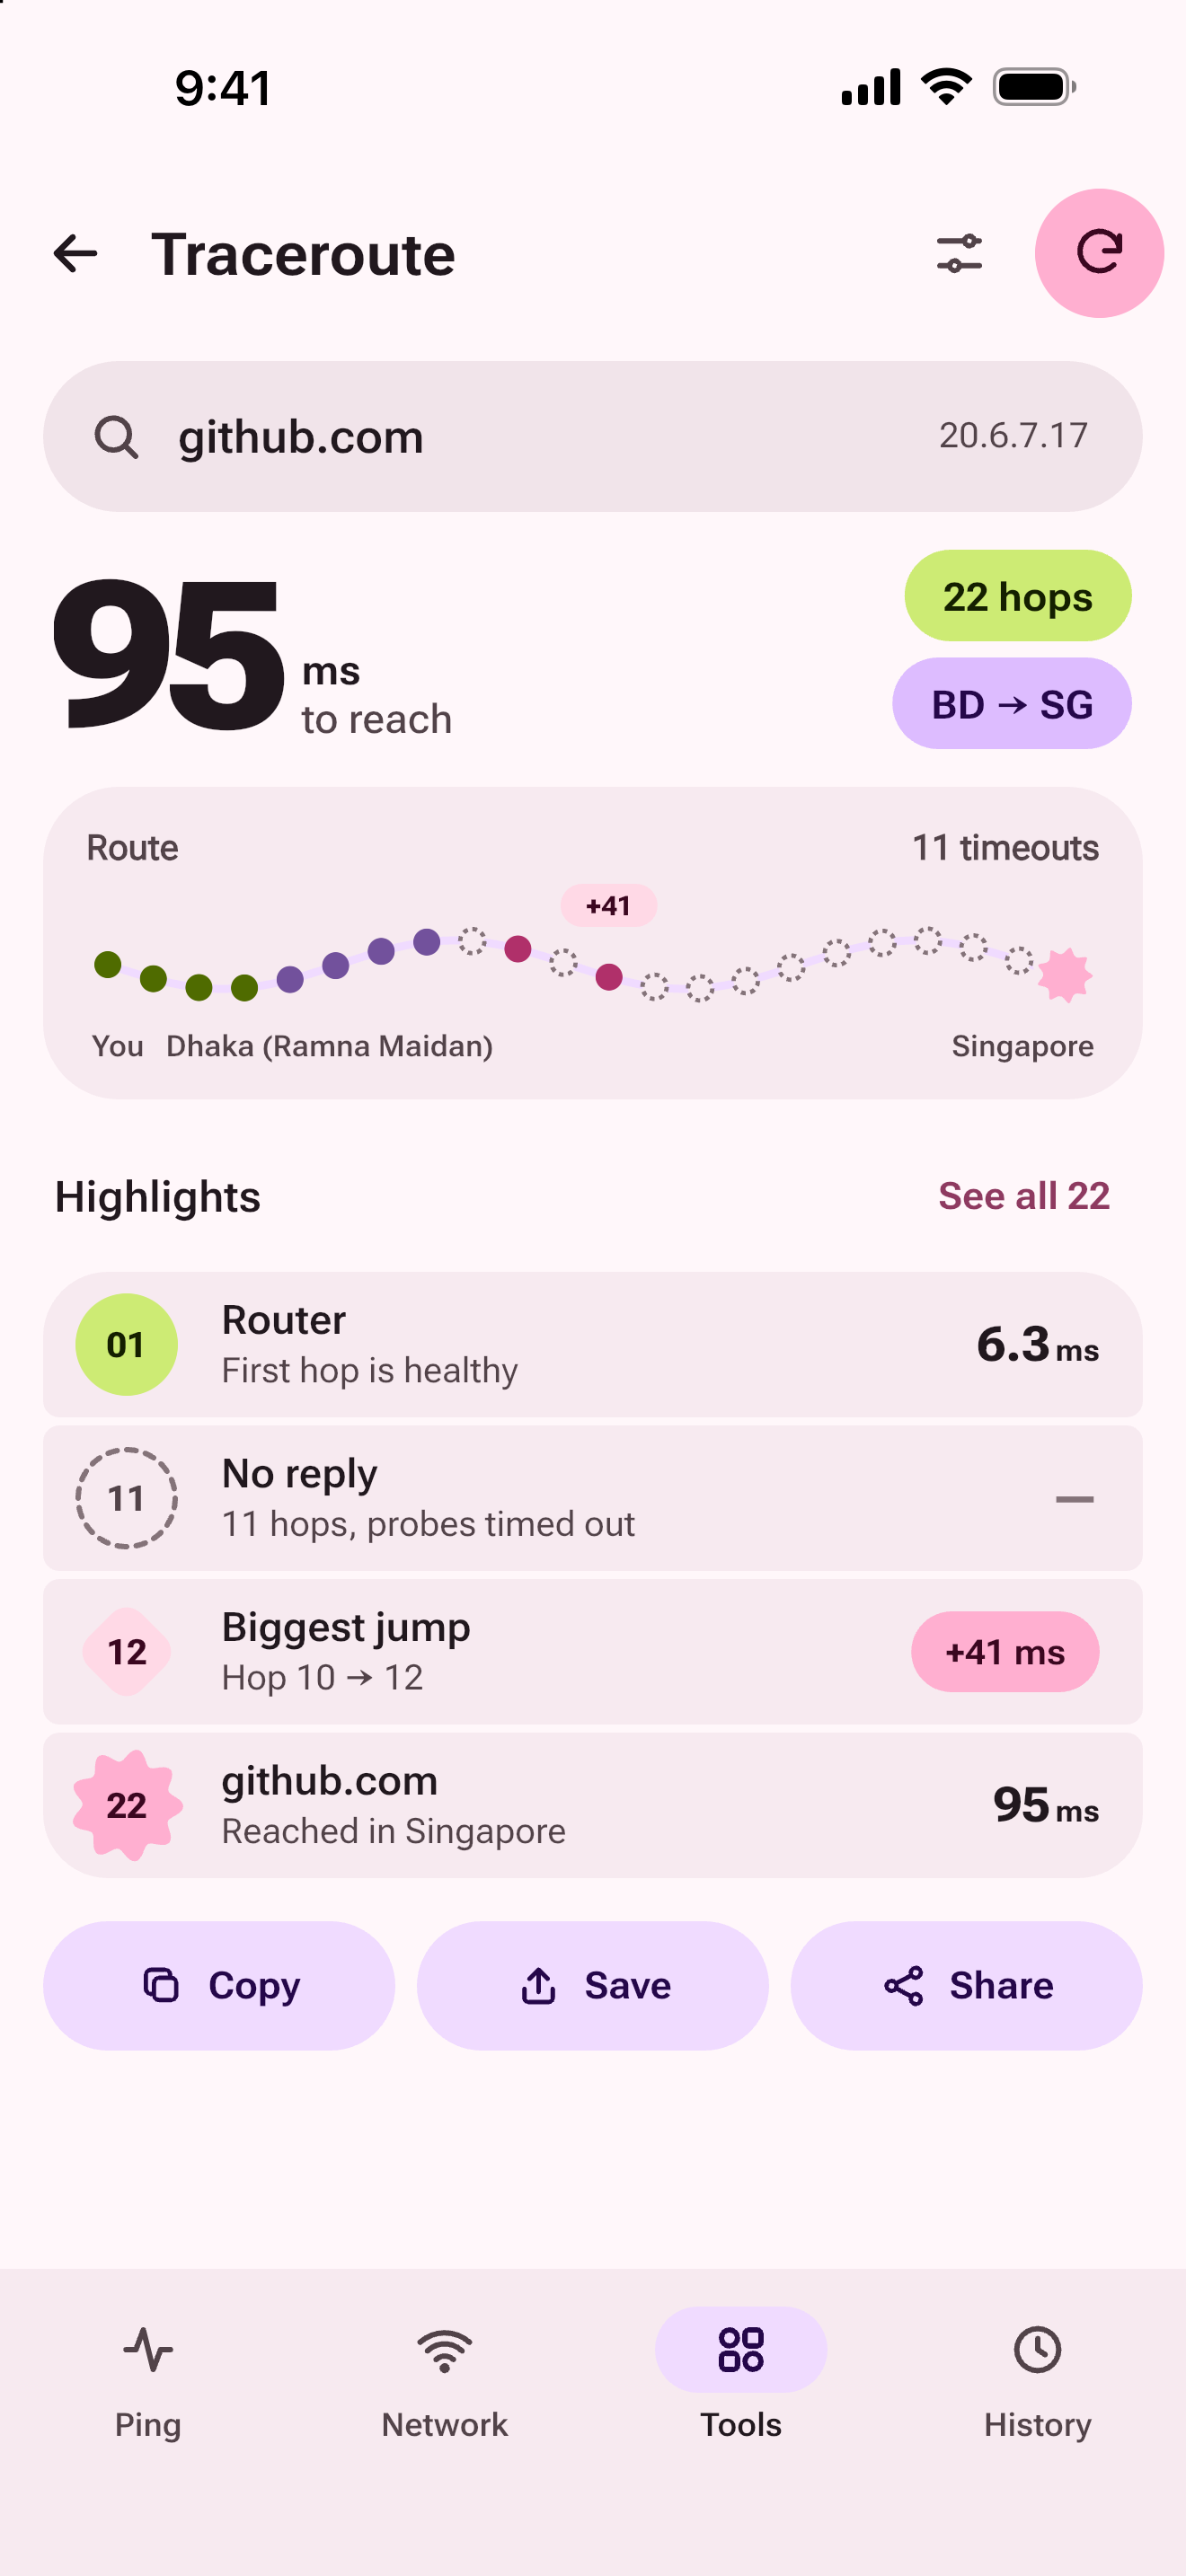 9:41
Traceroute
github.com 20.6.7.17
95 ms to reach
22 hops
BD → SG
Route 11 timeouts
+41
You Dhaka (Ramna Maidan) Singapore
Highlights See all 22
01 Router 6.3 ms
First hop is healthy
11 No reply —
11 hops, probes timed out
12 Biggest jump +41 ms
Hop 10 → 12
22 github.com 95 ms
Reached in Singapore
Copy Save Share
Ping Network Tools History